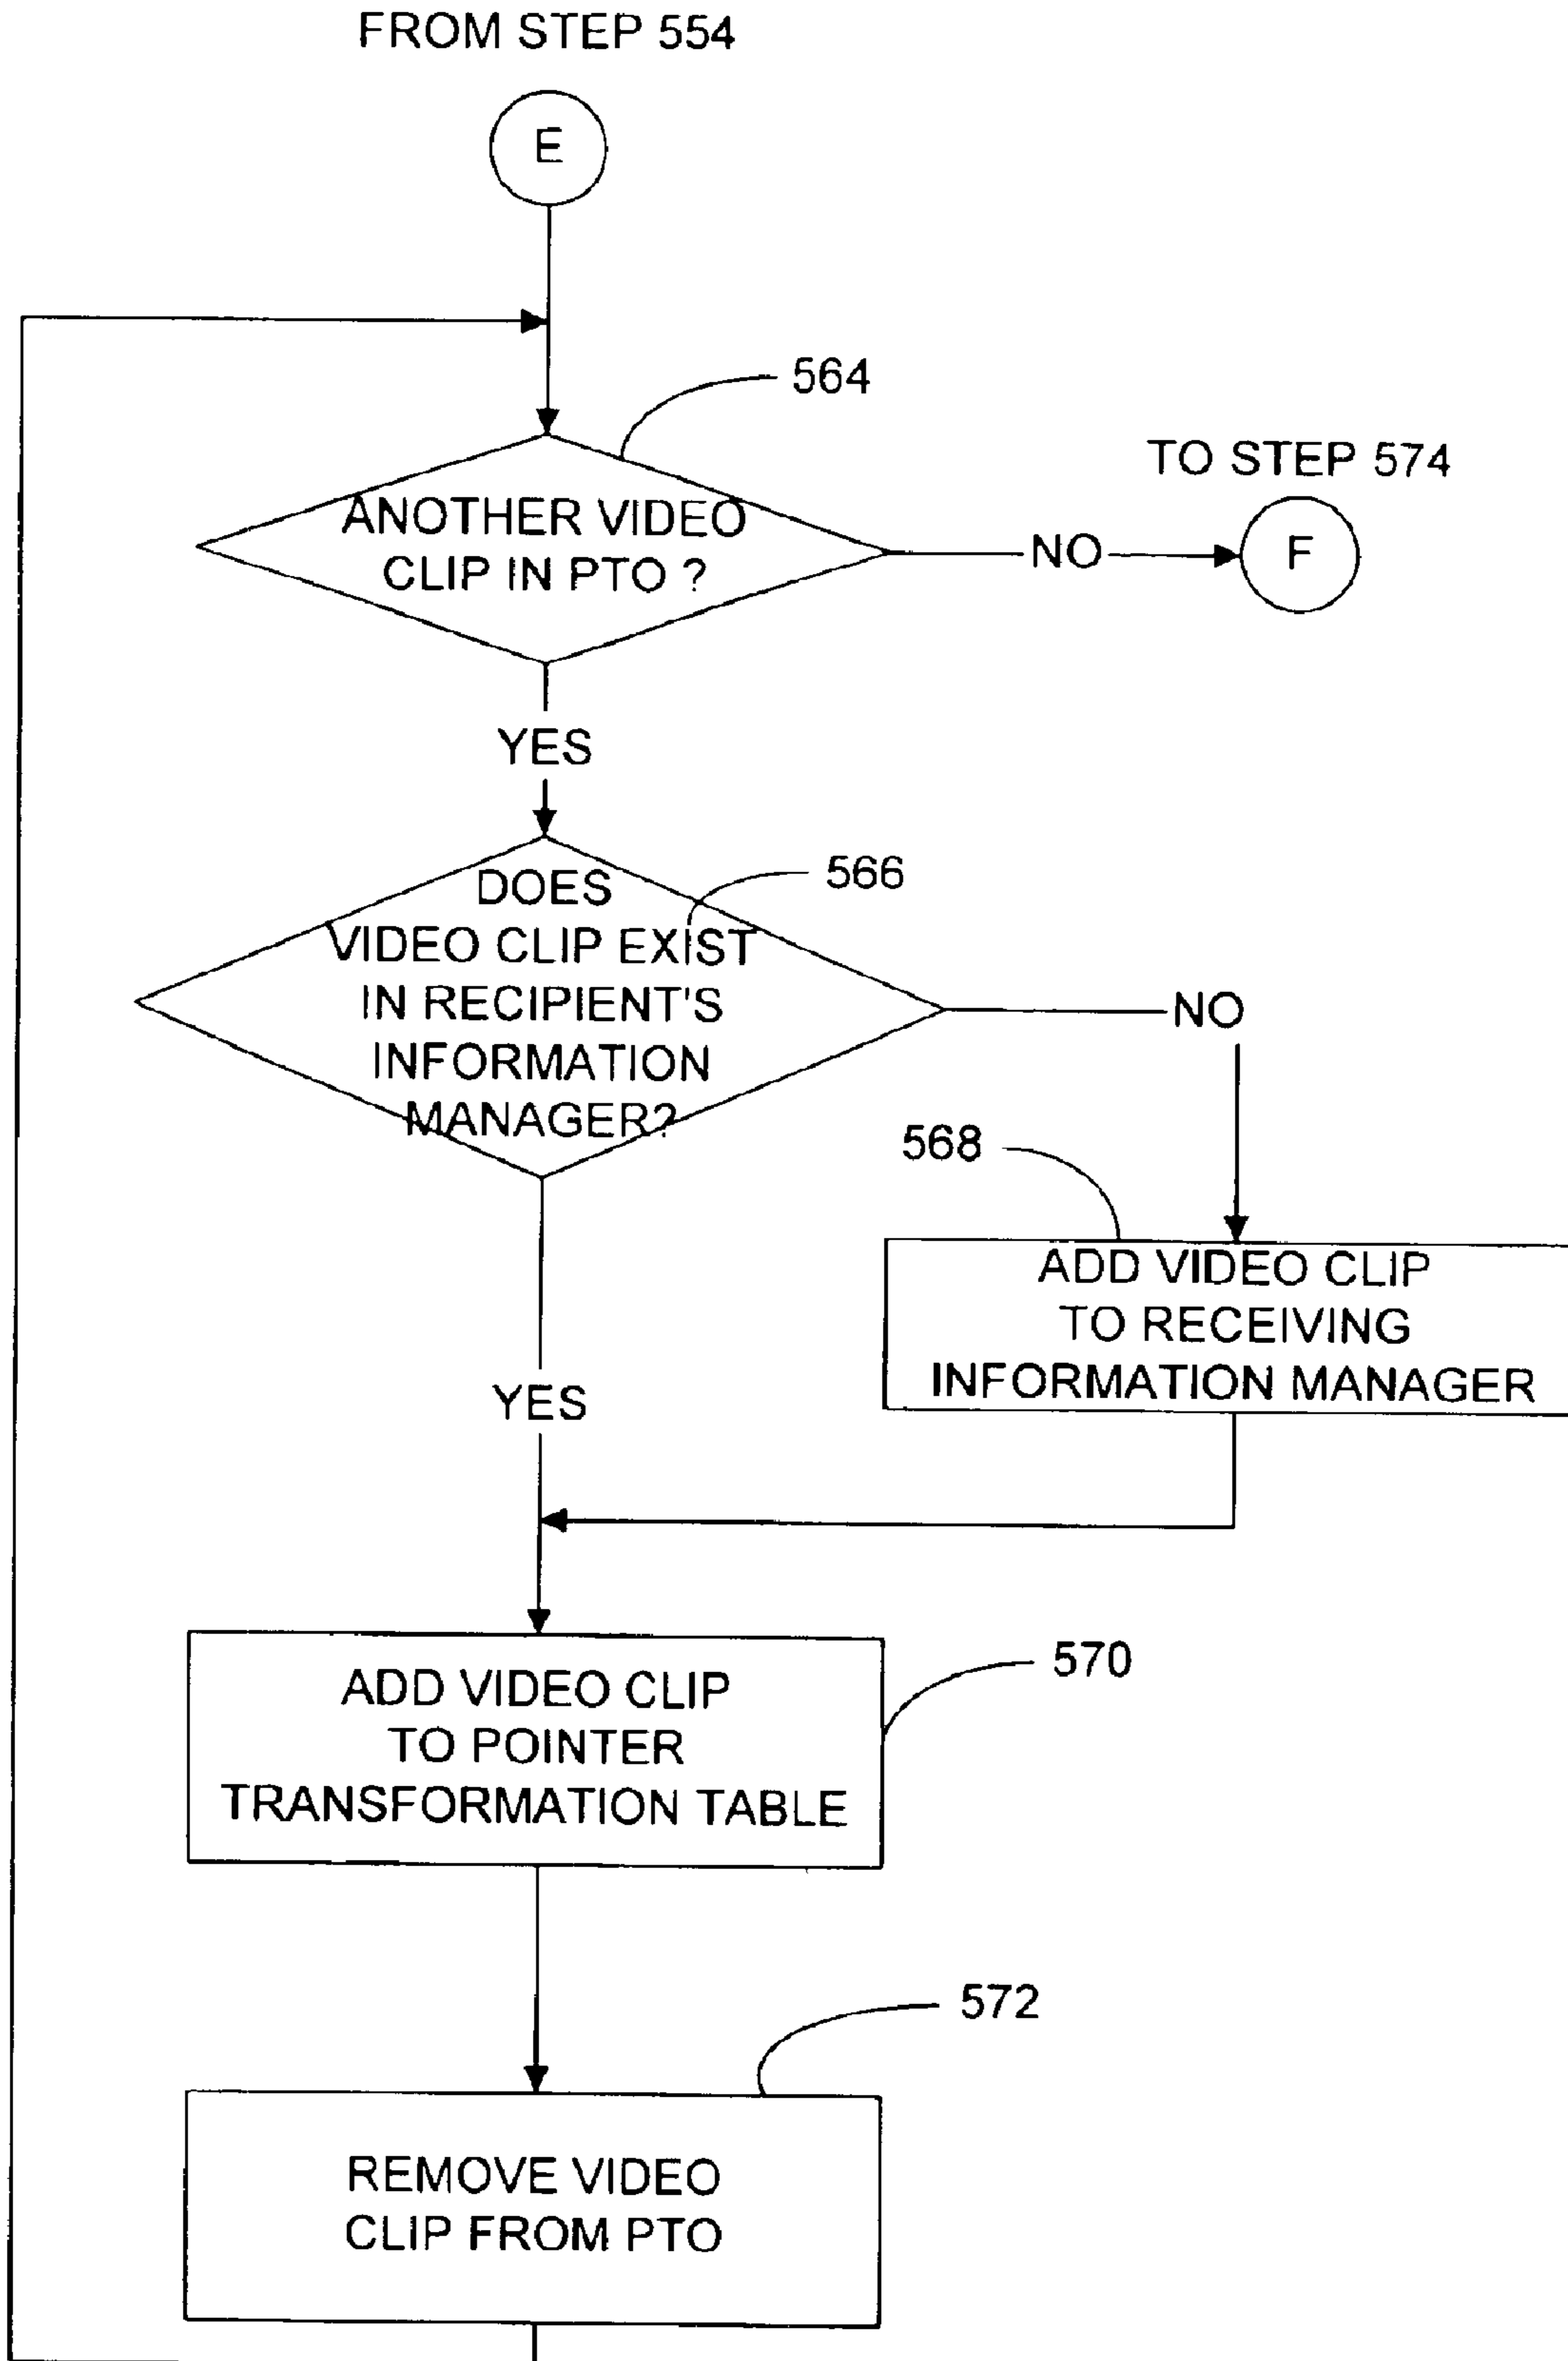 FROM STEP 554
E
564
TO STEP 574
ANOTHER VIDEO
CLIP IN PTO ?
NO
F
YES
566
DOES
VIDEO CLIP EXIST
IN RECIPIENT'S
INFORMATION
MANAGER?
NO
568
ADD VIDEO CLIP
TO RECEIVING
INFORMATION MANAGER
YES
570
ADD VIDEO CLIP
TO POINTER
TRANSFORMATION TABLE
572
REMOVE VIDEO
CLIP FROM PTO